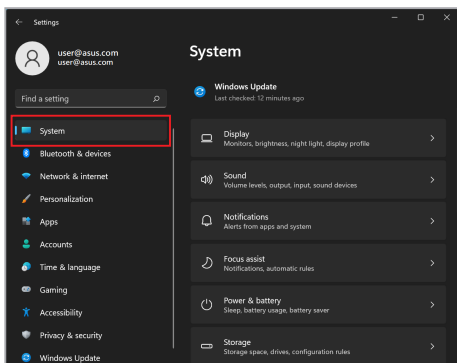 Settings
user@asus.com
user@asus.com
Find a setting
System
Bluetooth & devices
Network & internet
Personalization
Apps
Accounts
Time & language
Gaming
Accessibility
Privacy & security
Windows Update
System
Windows Update
Last checked: 12 minutes ago
Display
Monitors, brightness, night light, display profile
Sound
Volume levels, output, input, sound devices
Notifications
Alerts from apps and system
Focus assist
Notifications, automatic rules
Power & battery
Sleep, battery usage, battery saver
Storage
Storage space, drives, configuration rules